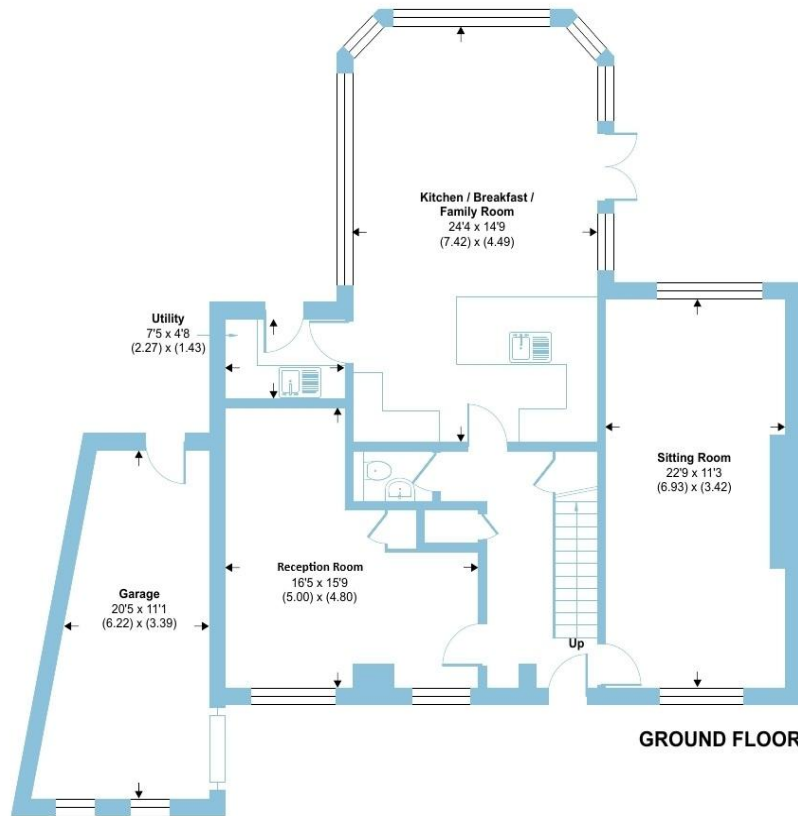 Kitchen / Breakfast /
Family Room
24'4 x 14'9
(7.42) x (4.49)
Utility
7'5 x 4'8
(2.27) x (1.43)
Sitting Room
22'9 x 11'3
(6.93) x (3.42)
Reception Room
16'5 x 15'9
(5.00) x (4.80)
Garage
20'5 x 11'1
(6.22) x (3.39)
Up
GROUND FLOOR